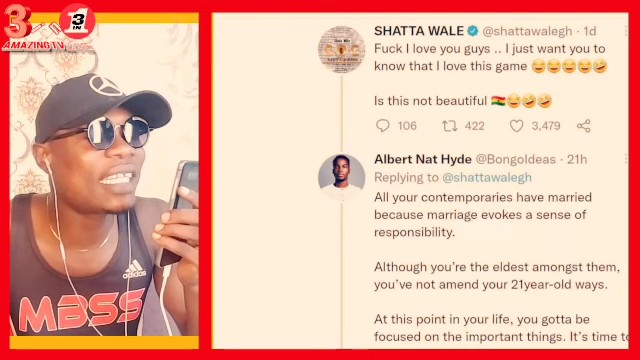 3
3
IN
1
AMAZING TV
adidas
MBSS
SHATTA WALE @shattawalegh · 1d
Fuck I love you guys .. I just want you to
know that I love this game 😂😂😂😂🤣
Is this not beautiful 🇬🇭😂🤣🤣
106 422 3,479
Albert Nat Hyde @BongoIdeas · 21h
Replying to @shattawalegh
All your contemporaries have married
because marriage evokes a sense of
responsibility.
Although you're the eldest amongst them,
you've not amend your 21year-old ways.
At this point in your life, you gotta be
focused on the important things. It's time to